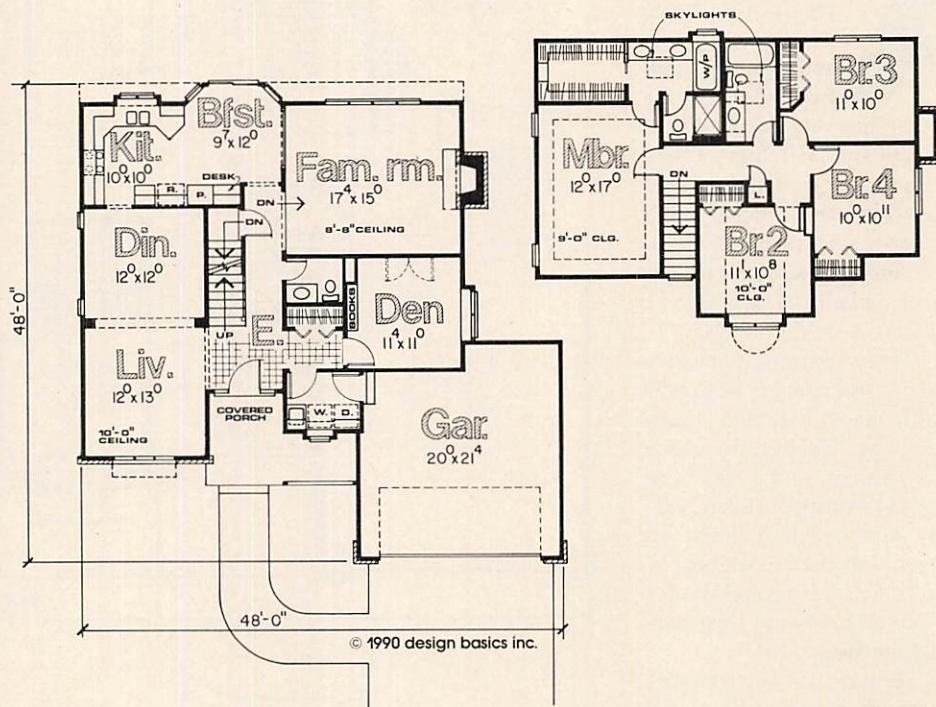 SKYLIGHTS
W/P
Br.3
11⁰x10⁰
Mbr.
12⁰x17⁰
9'-0" CLG.
DN
L.
Br.4
10⁰x10¹¹
Br.2
11¹x10⁸
10'-0"
CLG.
Bfst.
9⁷x12⁰
Kit.
10⁰x10⁰
DESK
R.
P.
Fam. rm.
17⁴x15⁰
8'-8" CEILING
DN
DN
Din.
12⁰x12⁰
BOOKS
Den
11⁴x11⁰
UP
E.
Liv.
12⁰x13⁰
10'-0"
CEILING
COVERED
PORCH
W.
D.
Gar.
20⁰x21⁴
48'-0"
48'-0"
© 1990 design basics inc.